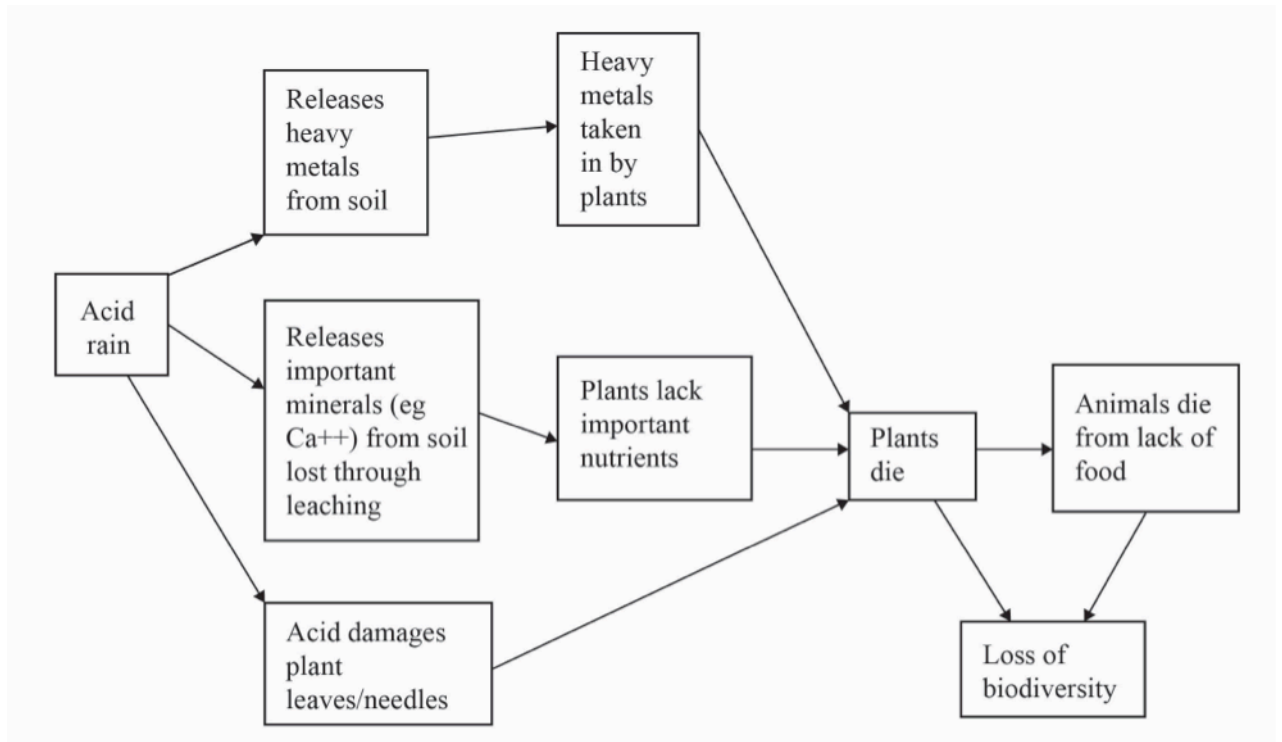 Acid
rain
Releases
heavy
metals
from soil
Heavy
metals
taken
in by
plants
Releases
important
minerals (eg
Ca++) from soil
lost through
leaching
Plants lack
important
nutrients
Acid damages
plant
leaves/needles
Plants
die
Animals die
from lack of
food
Loss of
biodiversity